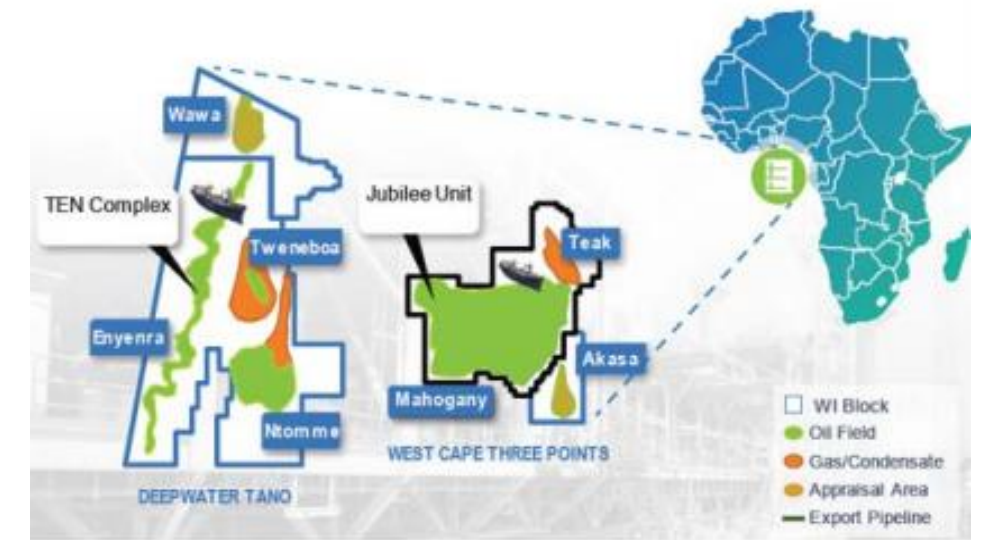 Wawa
TEN Complex
Jubilee Unit
Tweneboa
Teak
Enyenra
Akasa
Mahogany
Ntomme
WEST CAPE THREE POINTS
DEEPWATER TANO
WI Block
Oil Field
Gas/Condensate
Appraisal Area
Export Pipeline